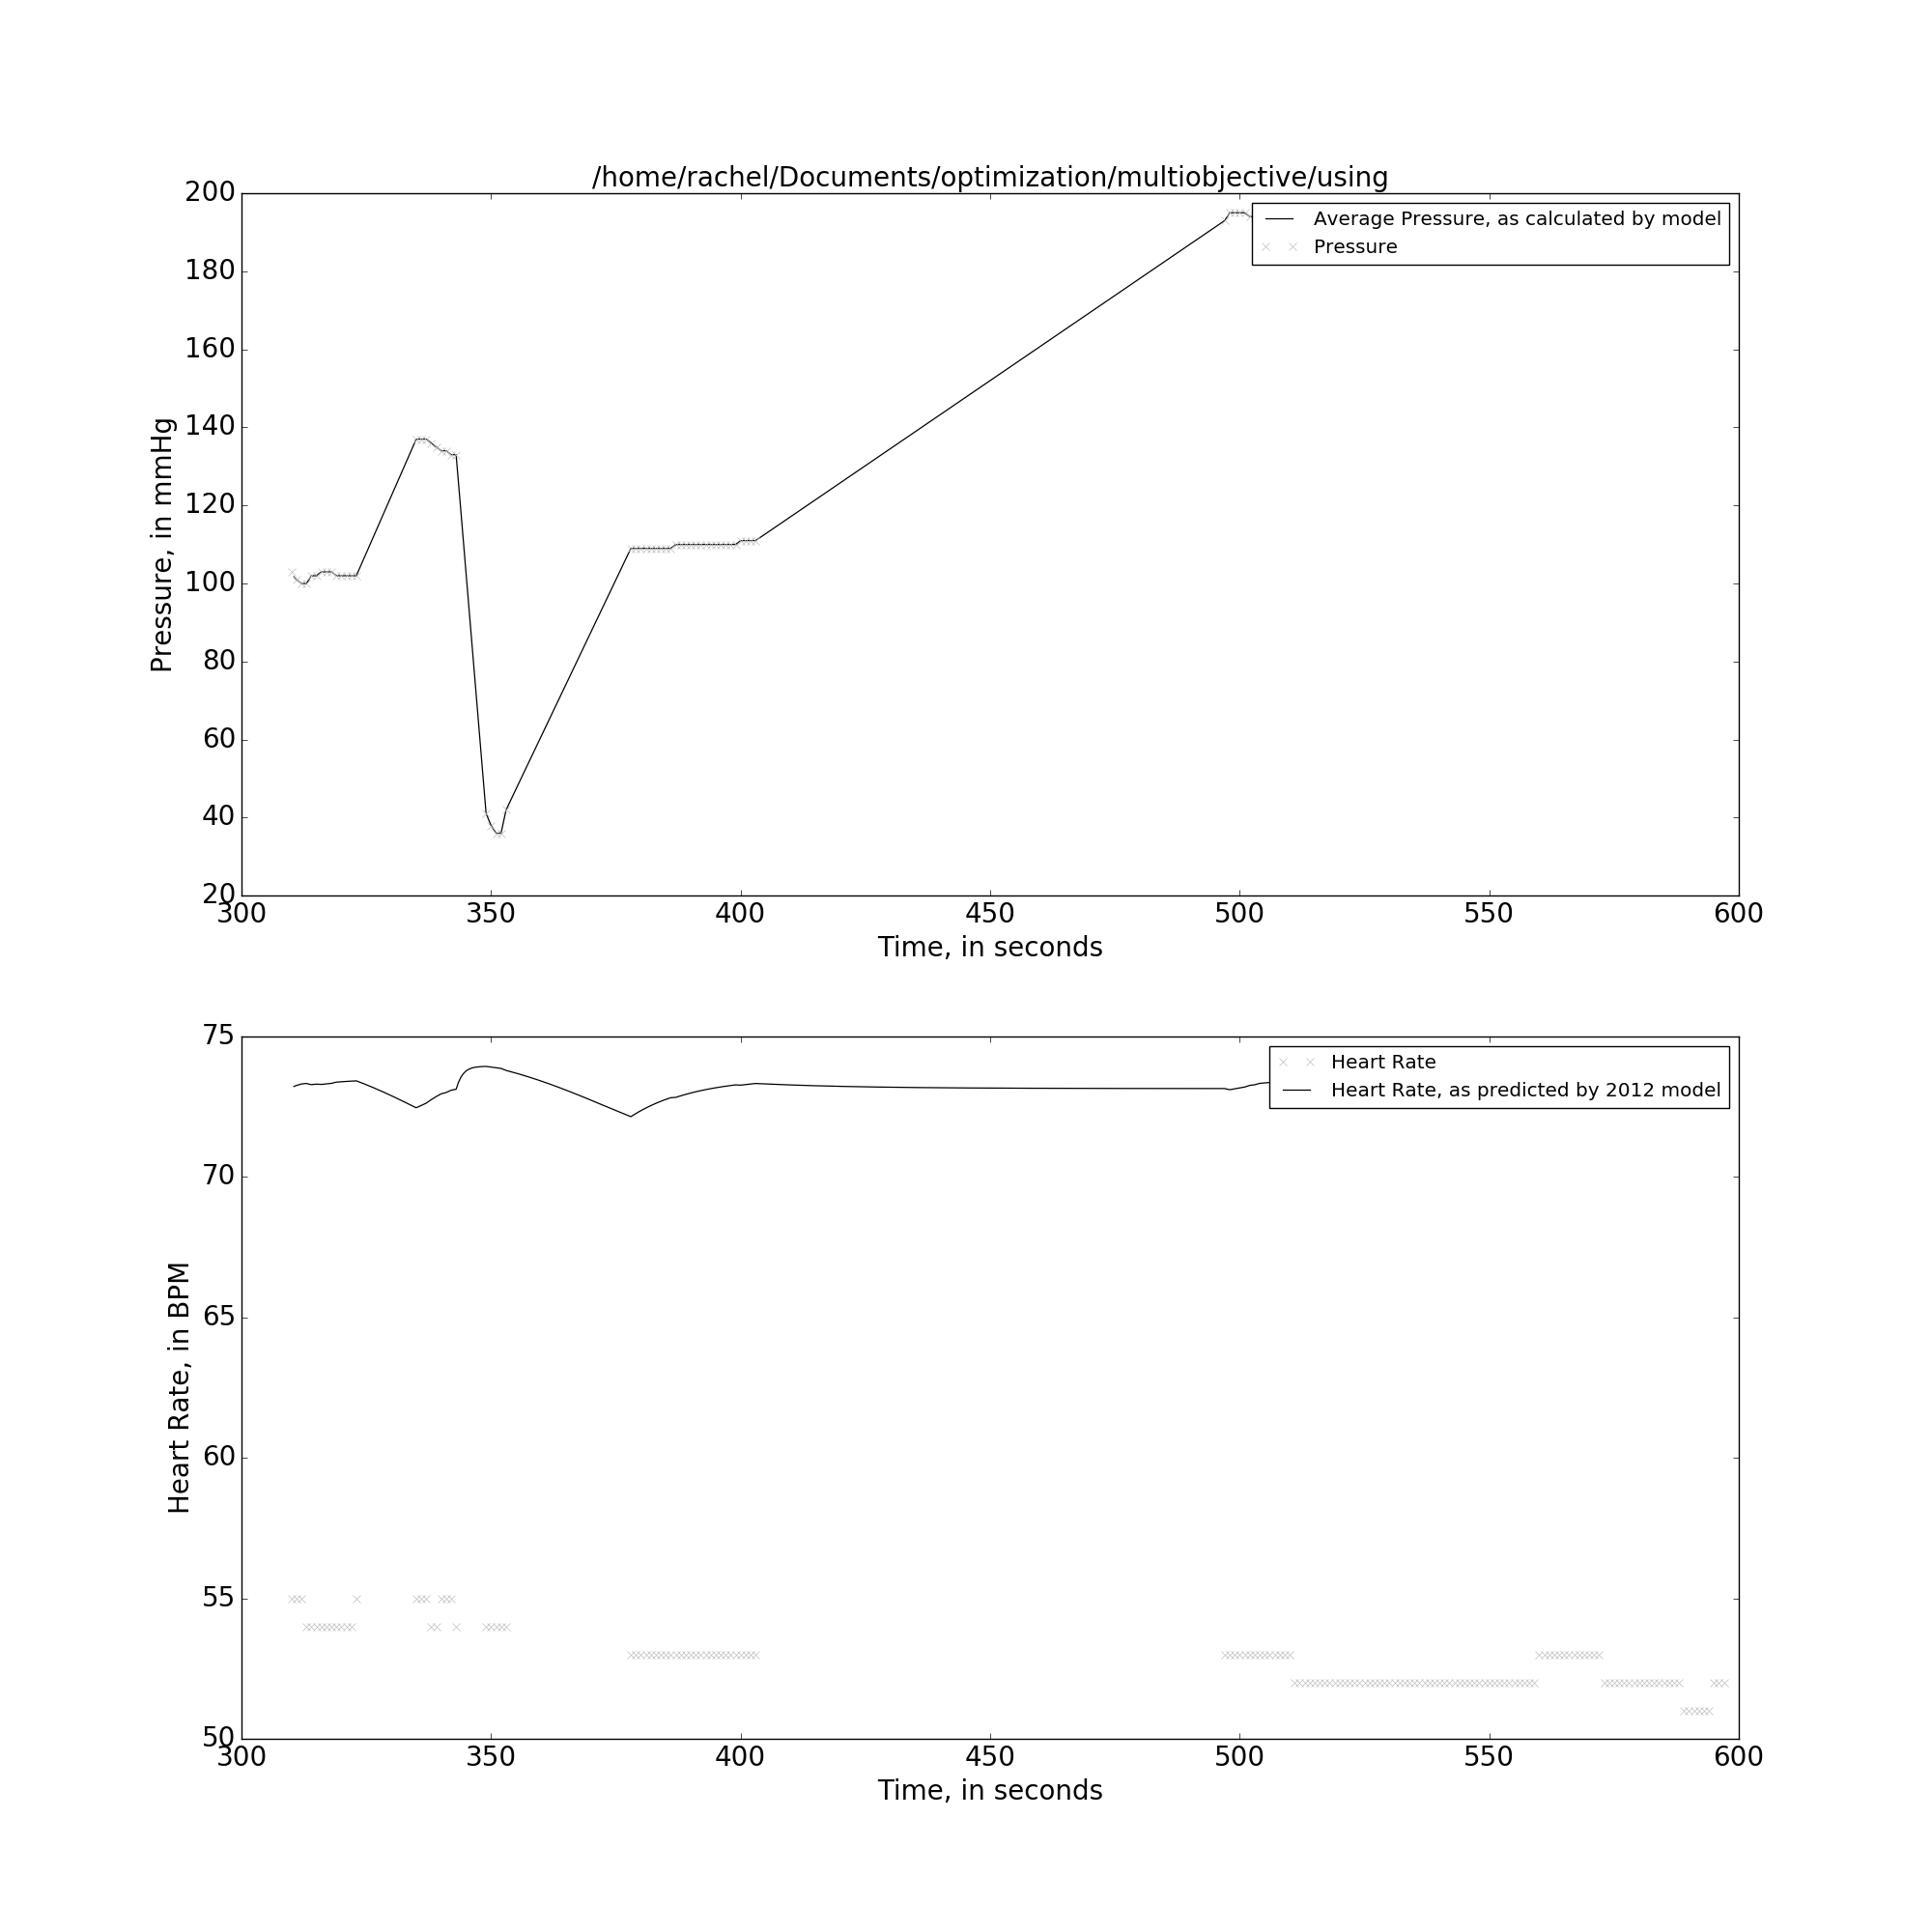 /home/rachel/Documents/optimization/multiobjective/using
200
180
160
140
120
100
80
60
40
20
Pressure, in mmHg
Average Pressure, as calculated by model
Pressure
300 350 400 450 500 550 600
Time, in seconds
75
70
65
60
55
50
Heart Rate, in BPM
Heart Rate
Heart Rate, as predicted by 2012 model
300 350 400 450 500 550 600
Time, in seconds